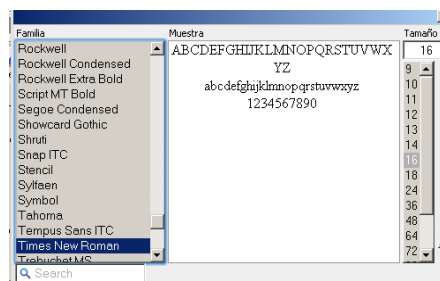 Familia
Muestra
Tamaño
Rockwell
Rockwell Condensed
Rockwell Extra Bold
Script MT Bold
Segoe Condensed
Showcard Gothic
Shruti
Snap ITC
Stencil
Sylfaen
Symbol
Tahoma
Tempus Sans ITC
Times New Roman
Trebuchet MS
Search
ABCDEFGHIJKLMNOPQRSTUVWX
YZ
abcdefghijklmnopqrstuvwxyz
1234567890
16
9
10
11
12
13
14
16
18
24
36
48
64
72